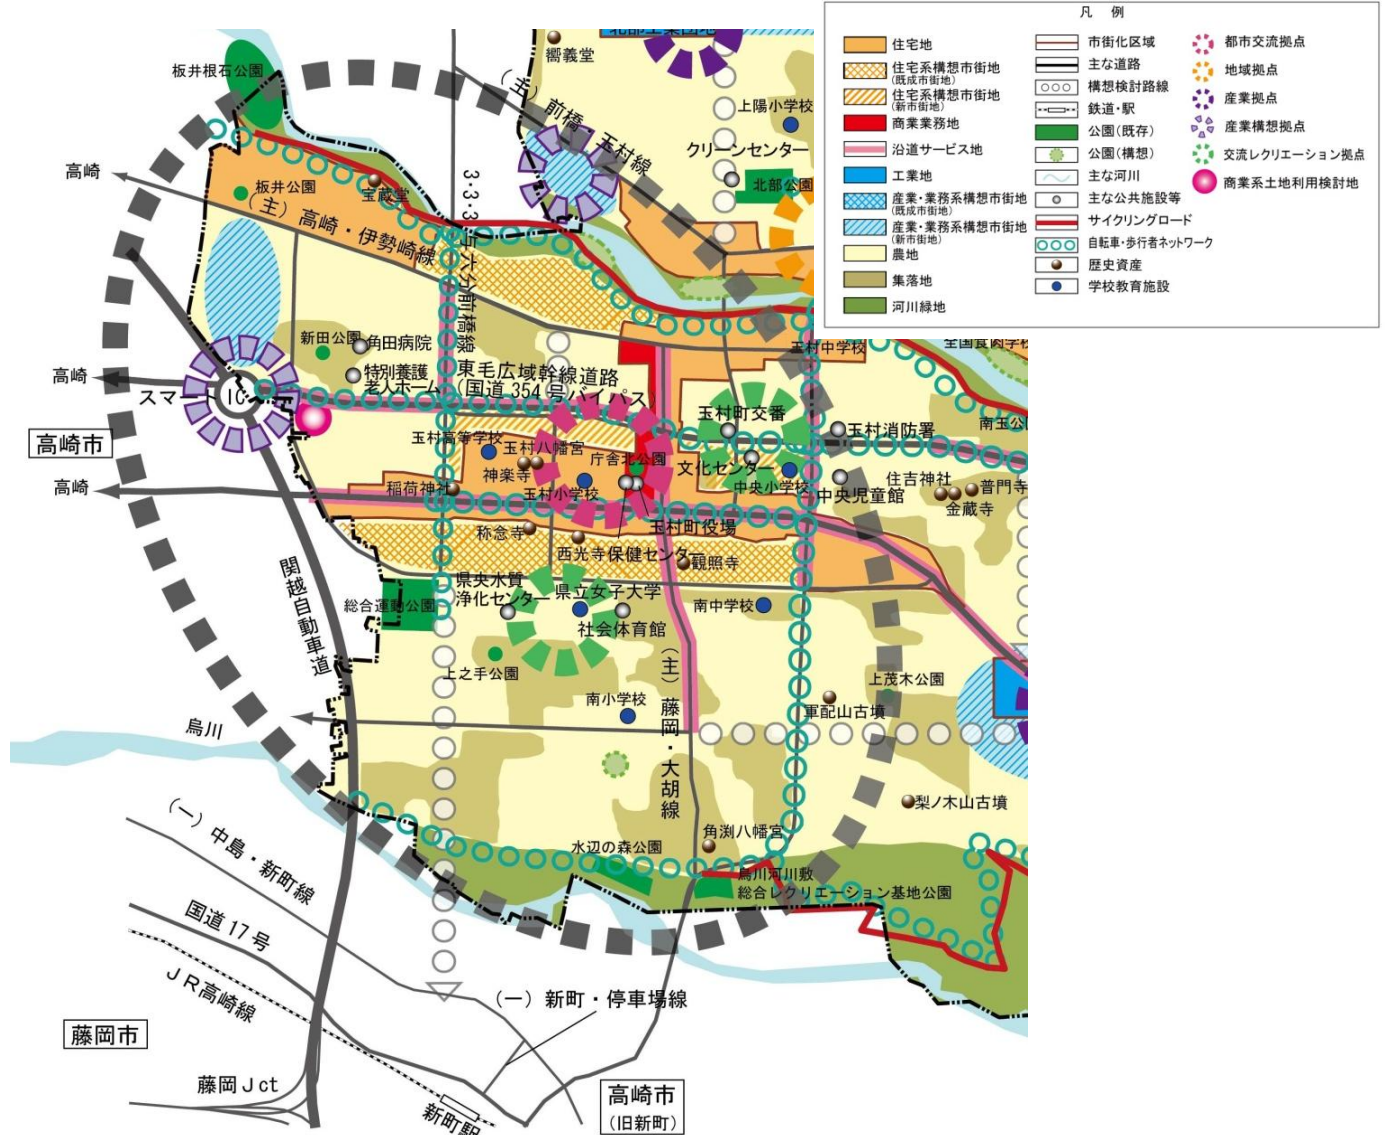 凡 例
住宅地
住宅系構想市街地
(既成市街地)
住宅系構想市街地
(新市街地)
商業業務地
沿道サービス地
工業地
産業・業務系構想市街地
(既成市街地)
産業・業務系構想市街地
(新市街地)
農地
集落地
河川緑地
市街化区域
主な道路
構想検討路線
鉄道・駅
公園(既存)
公園(構想)
主な河川
主な公共施設等
サイクリングロード
自転車・歩行者ネットワーク
歴史資産
学校教育施設
都市交流拠点
地域拠点
産業拠点
産業構想拠点
交流レクリエーション拠点
商業系土地利用検討地
板井根石公園
嚮義堂
(主)前橋・玉村線
上陽小学校
クリーンセンター
北部公園
高崎
板井公園
宝蔵堂
(主)高崎・伊勢崎線
3・3・3
与六分前橋線
新田公園
角田病院
特別養護
老人ホーム
東毛広域幹線道路
(国道354号バイパス)
玉村中学校
全国食肉学校
高崎
スマートIC
高崎市
玉村町交番
玉村消防署
南玉公園
玉村高等学校
玉村八幡宮
神楽寺
庁舎北公園
文化センター
中央小学校
住吉神社
普門寺
高崎
稲荷神社
玉村小学校
中央児童館
金蔵寺
玉村町役場
称念寺
西光寺
保健センター
観照寺
関越自動車道
県央水質
浄化センター
県立女子大学
総合運動公園
南中学校
社会体育館
上之手公園
(主)藤岡・大胡線
上茂木公園
南小学校
軍配山古墳
烏川
梨ノ木山古墳
角渕八幡宮
水辺の森公園
烏川河川敷
総合レクリエーション基地公園
(一)中島・新町線
国道17号
JR高崎線
(一)新町・停車場線
藤岡市
藤岡Jct
新町駅
高崎市
(旧新町)